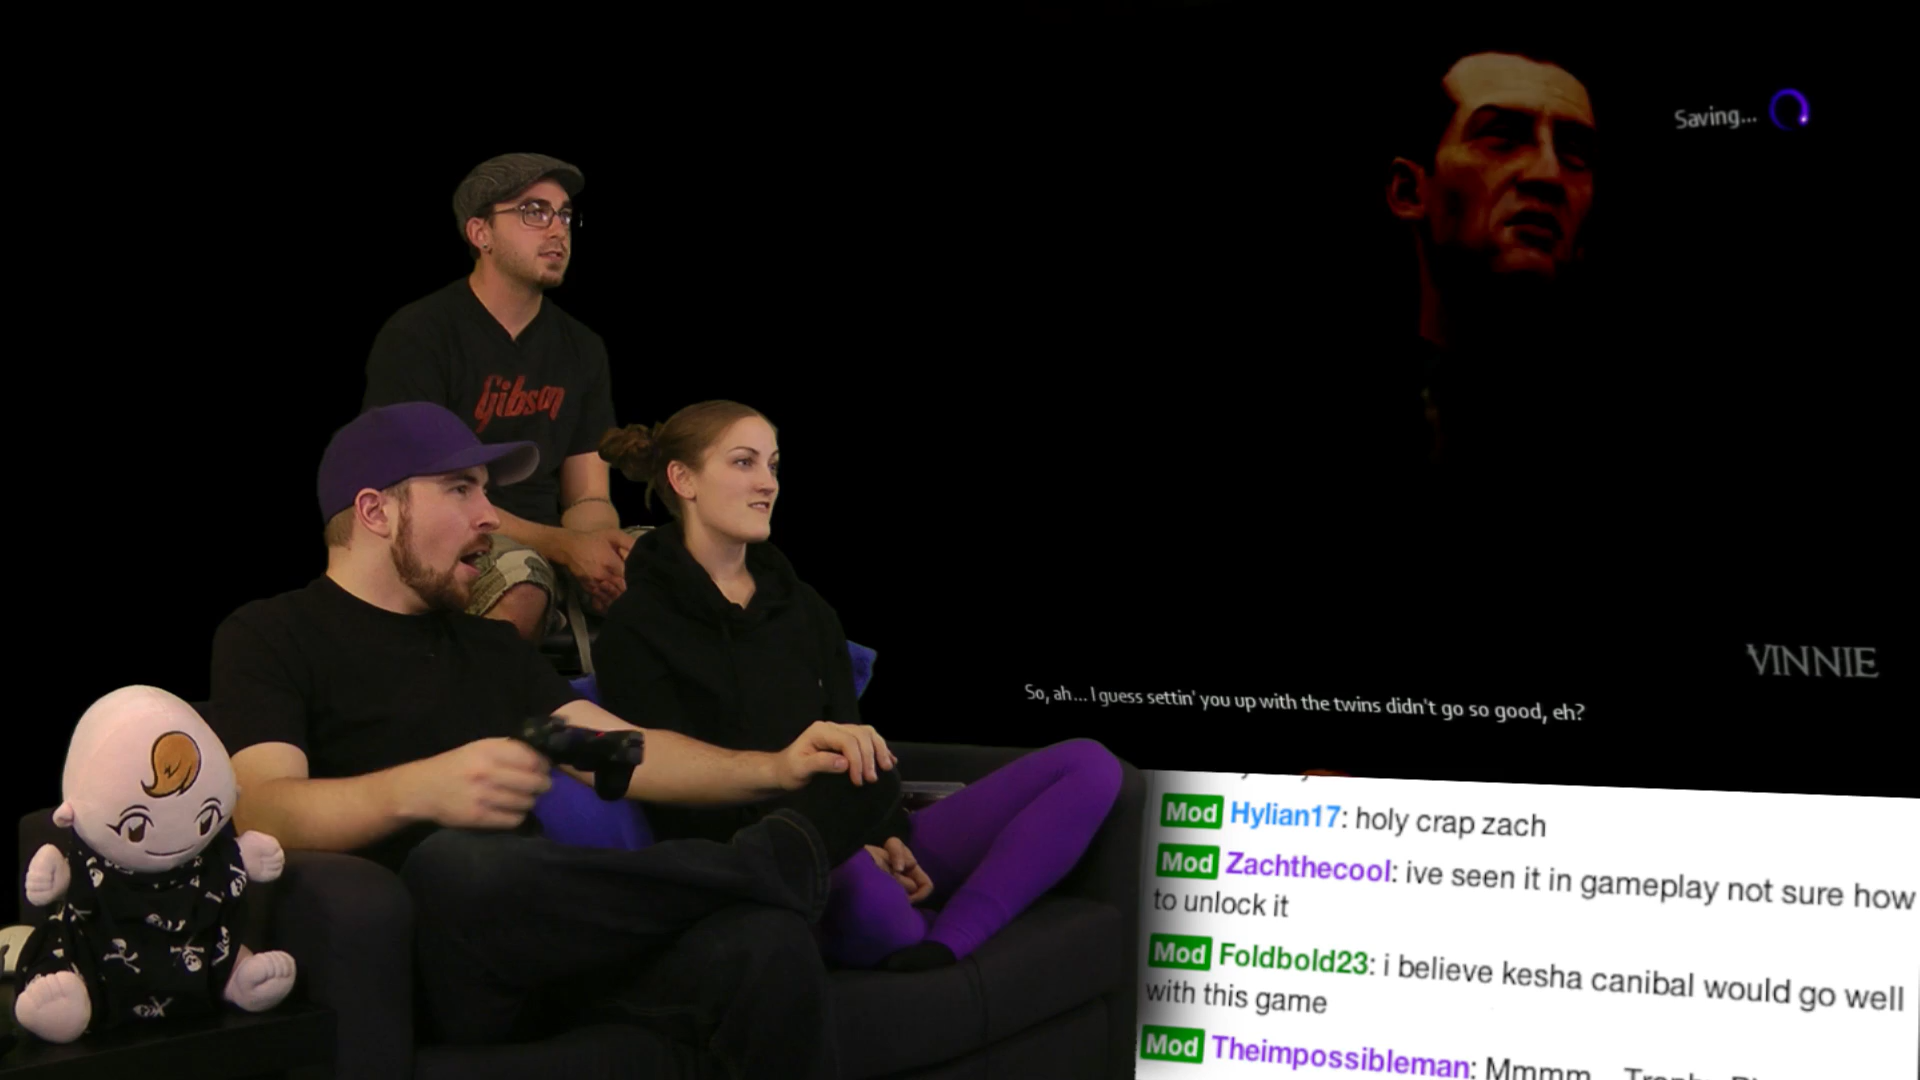 Saving...
Gibson
VINNIE
So, ah... I guess settin' you up with the twins didn't go so good, eh?
Mod Hylian17: holy crap zach
Mod Zachthecool: ive seen it in gameplay not sure how
to unlock it
Mod Foldbold23: i believe kesha canibal would go well
with this game
Mod Theimpossibleman: Mmmm...